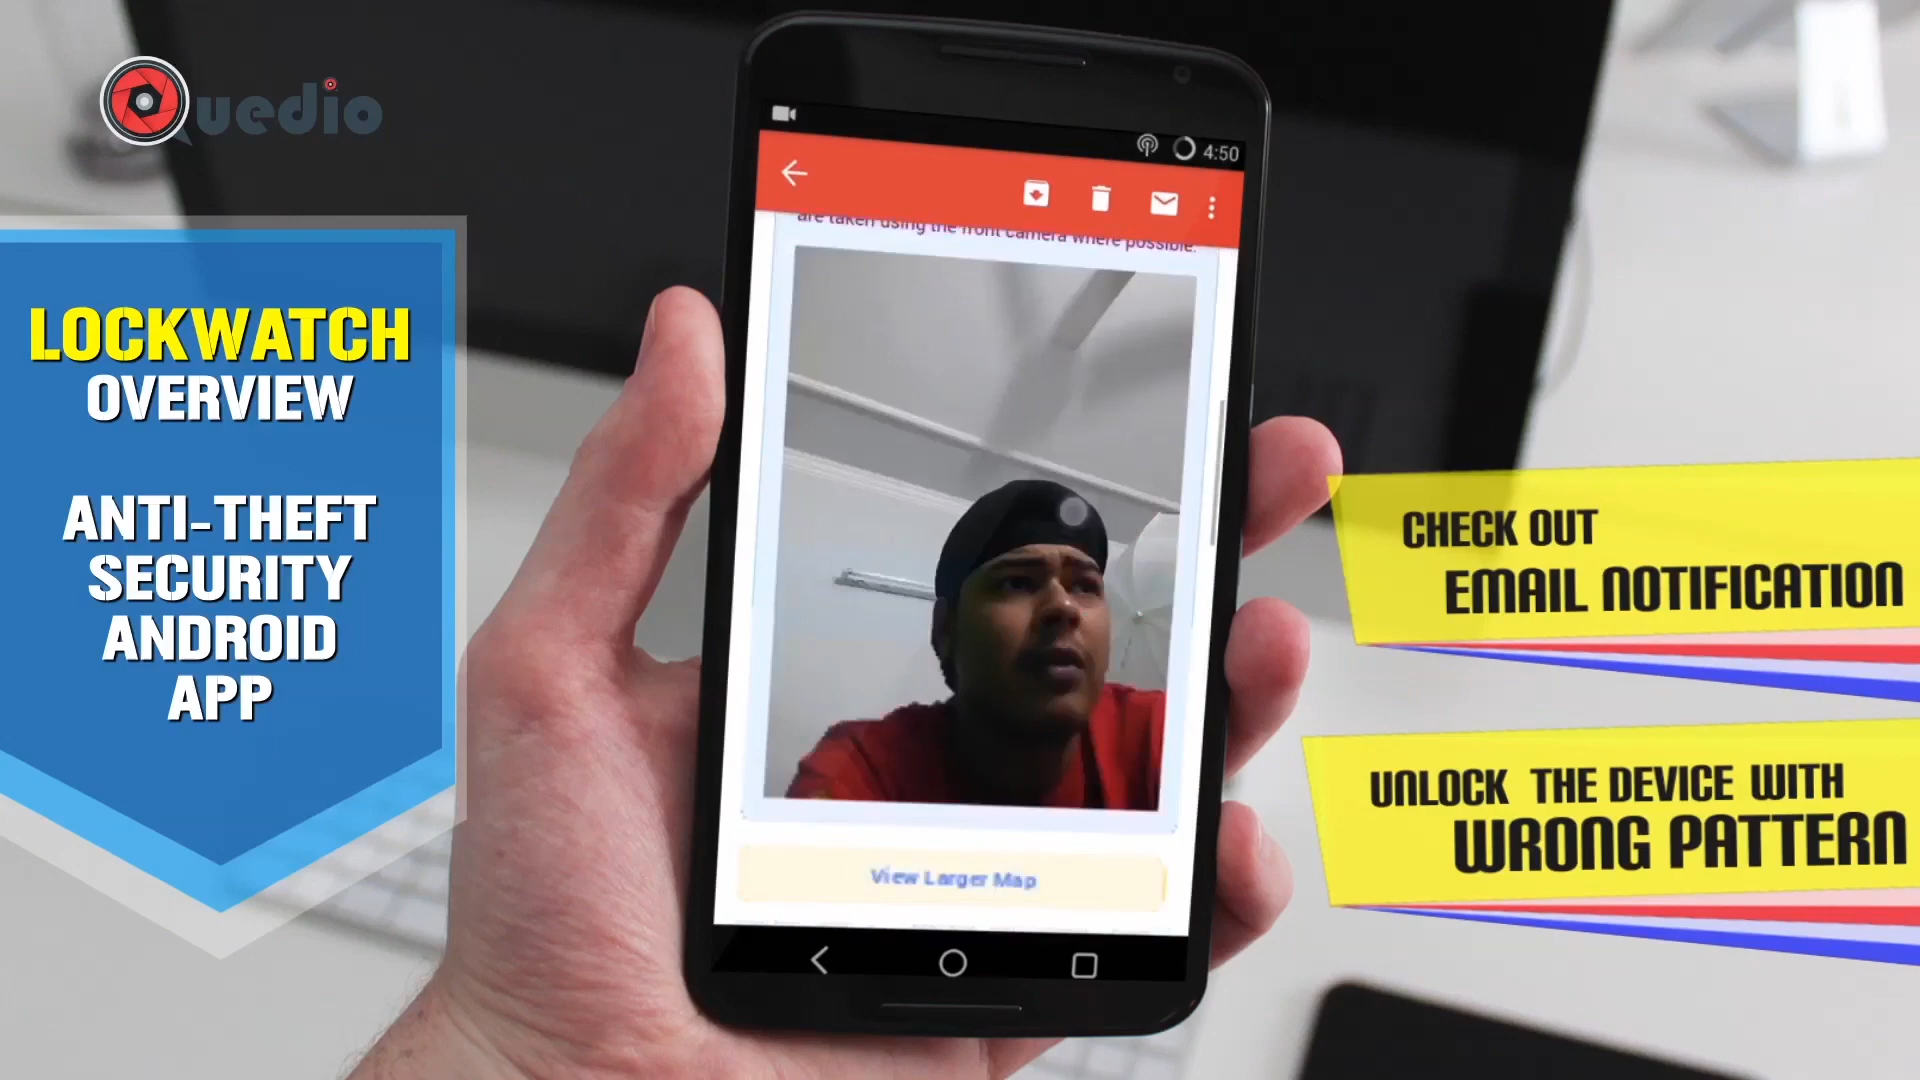 Quedio
LOCKWATCH
OVERVIEW
ANTI-THEFT
SECURITY
ANDROID
APP
4:50
are taken using the front camera where possible.
View Larger Map
CHECK OUT
EMAIL NOTIFICATION
UNLOCK THE DEVICE WITH
WRONG PATTERN